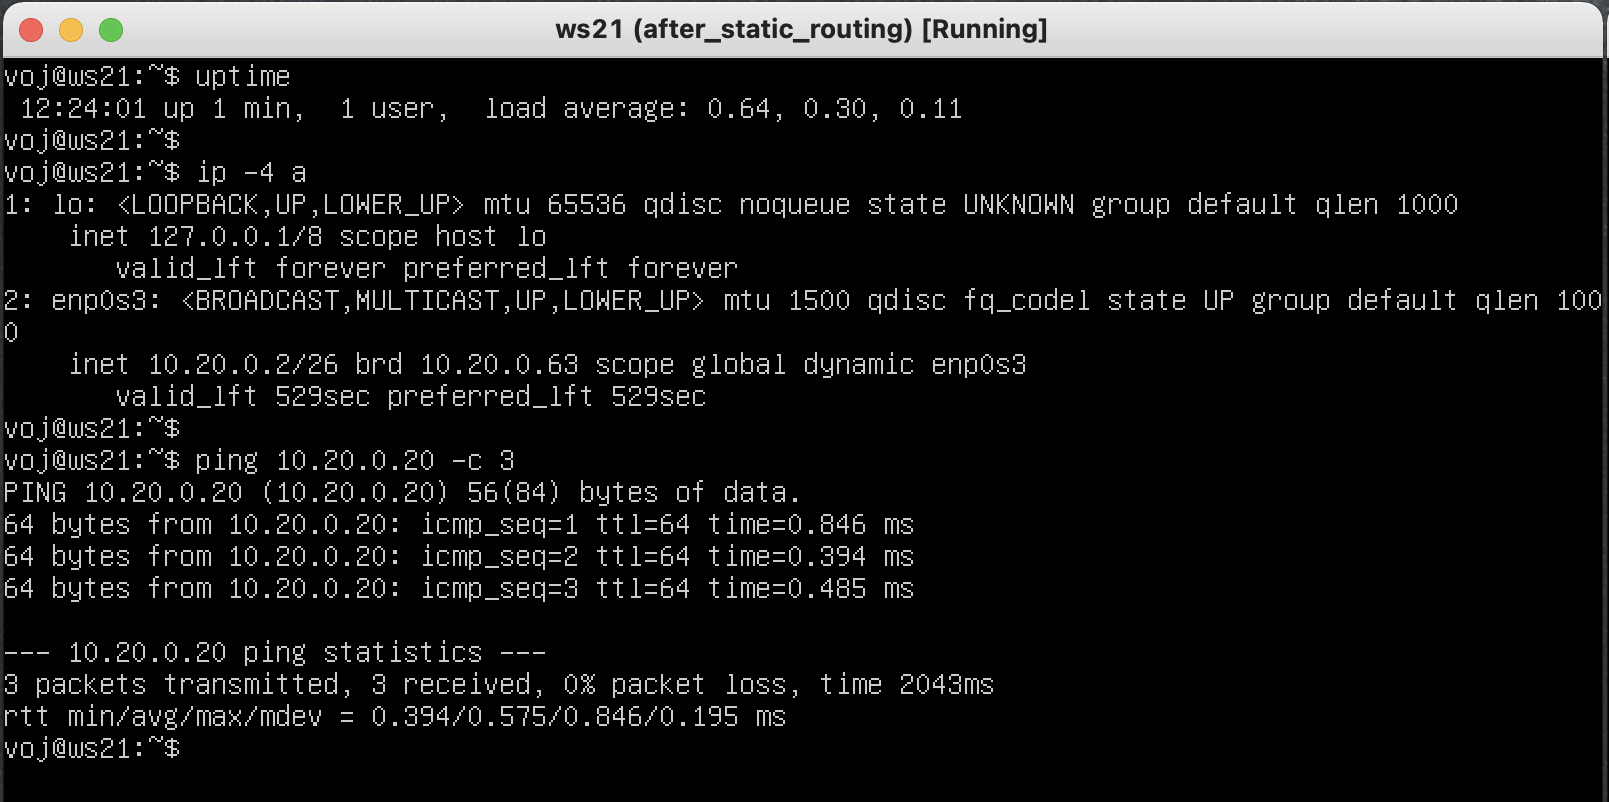 ws21 (after_static_routing) [Running]
voj@ws21:~$ uptime
 12:24:01 up 1 min,  1 user,  load average: 0.64, 0.30, 0.11
voj@ws21:~$
voj@ws21:~$ ip -4 a
1: lo: <LOOPBACK,UP,LOWER_UP> mtu 65536 qdisc noqueue state UNKNOWN group default qlen 1000
    inet 127.0.0.1/8 scope host lo
       valid_lft forever preferred_lft forever
2: enp0s3: <BROADCAST,MULTICAST,UP,LOWER_UP> mtu 1500 qdisc fq_codel state UP group default qlen 100
0
    inet 10.20.0.2/26 brd 10.20.0.63 scope global dynamic enp0s3
       valid_lft 529sec preferred_lft 529sec
voj@ws21:~$
voj@ws21:~$ ping 10.20.0.20 -c 3
PING 10.20.0.20 (10.20.0.20) 56(84) bytes of data.
64 bytes from 10.20.0.20: icmp_seq=1 ttl=64 time=0.846 ms
64 bytes from 10.20.0.20: icmp_seq=2 ttl=64 time=0.394 ms
64 bytes from 10.20.0.20: icmp_seq=3 ttl=64 time=0.485 ms

--- 10.20.0.20 ping statistics ---
3 packets transmitted, 3 received, 0% packet loss, time 2043ms
rtt min/avg/max/mdev = 0.394/0.575/0.846/0.195 ms
voj@ws21:~$